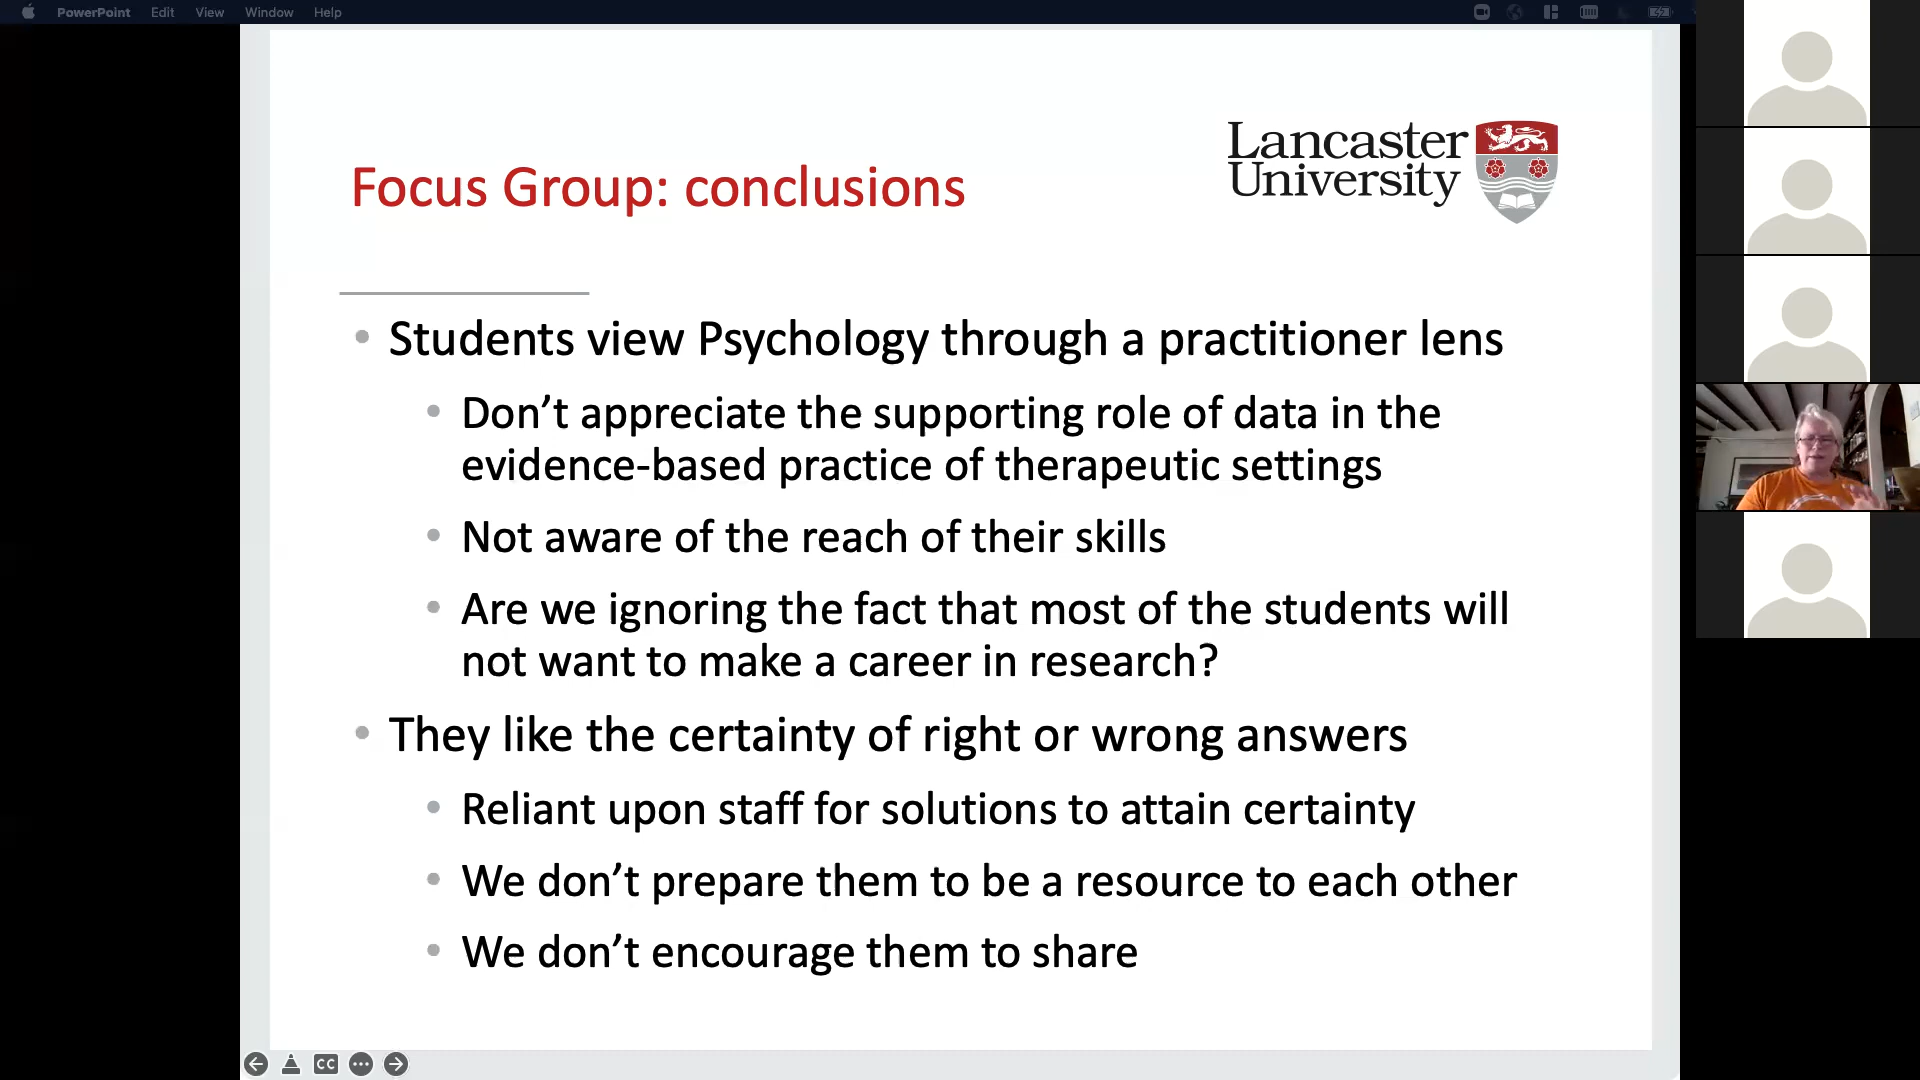 PowerPoint Edit View Window Help
Lancaster
University
Focus Group: conclusions
• Students view Psychology through a practitioner lens
• Don’t appreciate the supporting role of data in the
evidence-based practice of therapeutic settings
• Not aware of the reach of their skills
• Are we ignoring the fact that most of the students will
not want to make a career in research?
• They like the certainty of right or wrong answers
• Reliant upon staff for solutions to attain certainty
• We don’t prepare them to be a resource to each other
• We don’t encourage them to share
CC